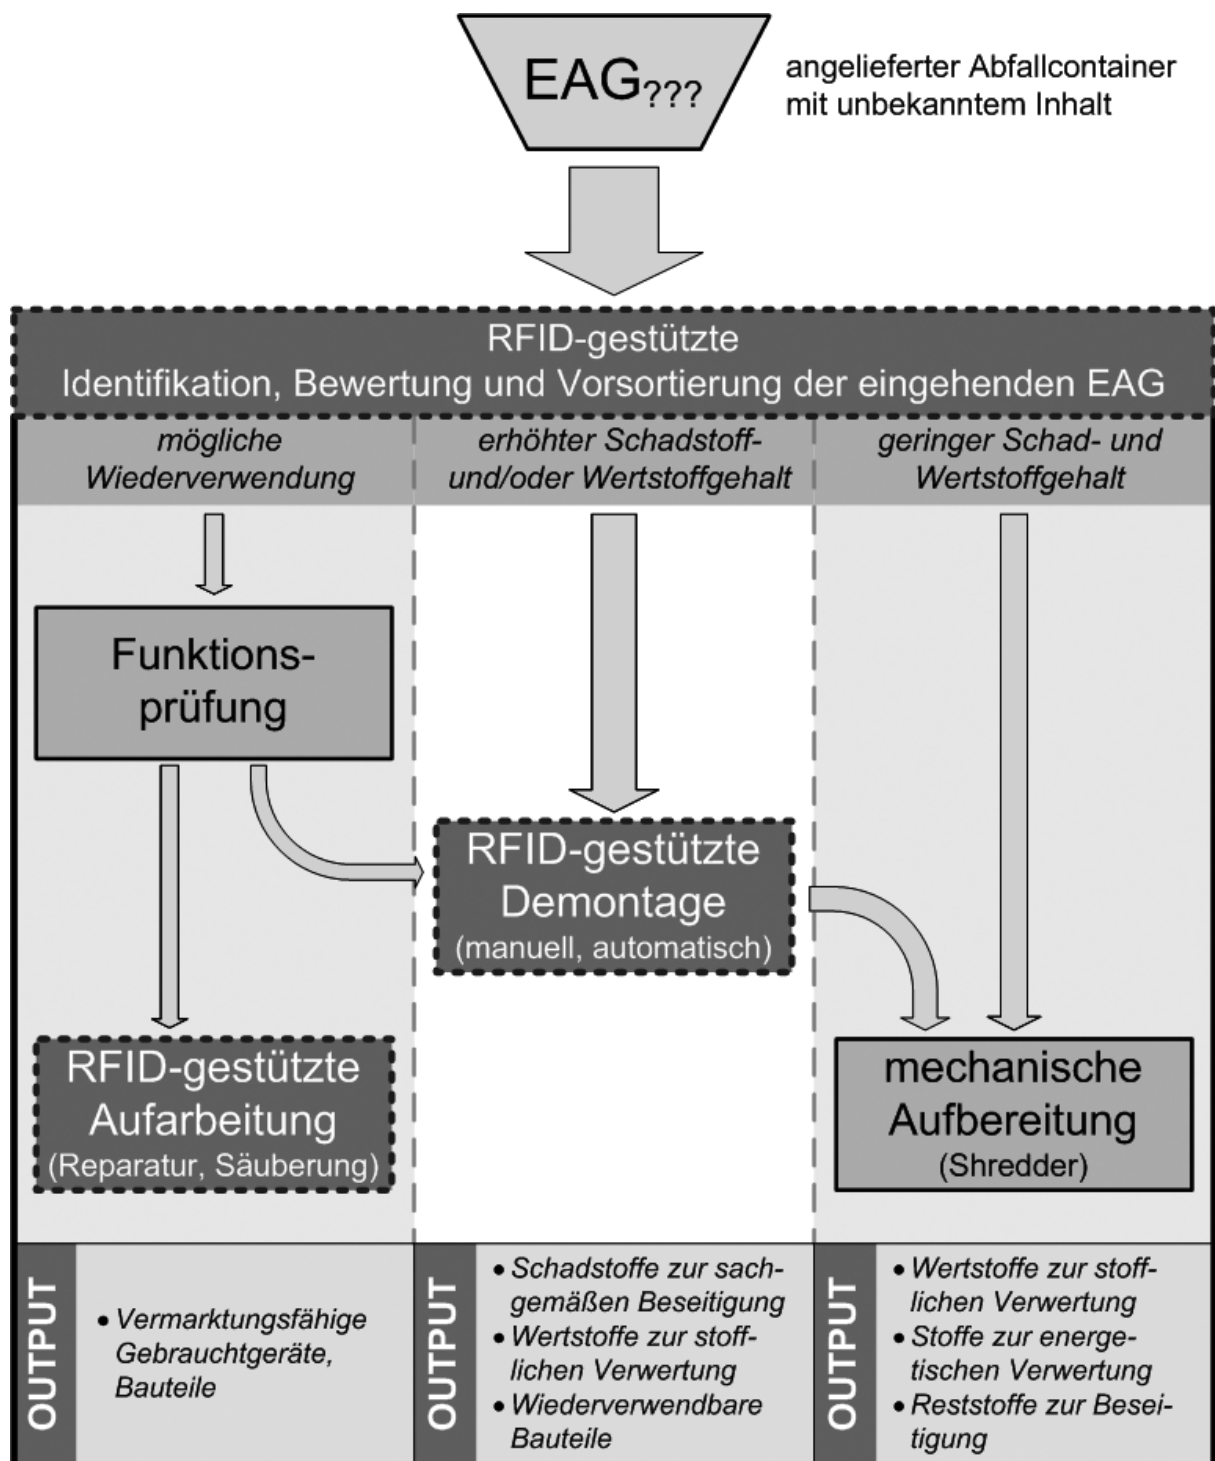 EAG???
angelieferter Abfallcontainer
mit unbekanntem Inhalt
RFID-gestützte
Identifikation, Bewertung und Vorsortierung der eingehenden EAG
mögliche
Wiederverwendung
erhöhter Schadstoff-
und/oder Wertstoffgehalt
geringer Schad- und
Wertstoffgehalt
Funktions-
prüfung
RFID-gestützte
Demontage
(manuell, automatisch)
RFID-gestützte
Aufarbeitung
(Reparatur, Säuberung)
mechanische
Aufbereitung
(Shredder)
OUTPUT
• Vermarktungsfähige
Gebrauchtgeräte,
Bauteile
OUTPUT
• Schadstoffe zur sach-
gemäßen Beseitigung
• Wertstoffe zur stoff-
lichen Verwertung
• Wiederverwendbare
Bauteile
OUTPUT
• Wertstoffe zur stoff-
lichen Verwertung
• Stoffe zur energe-
tischen Verwertung
• Reststoffe zur Besei-
tigung